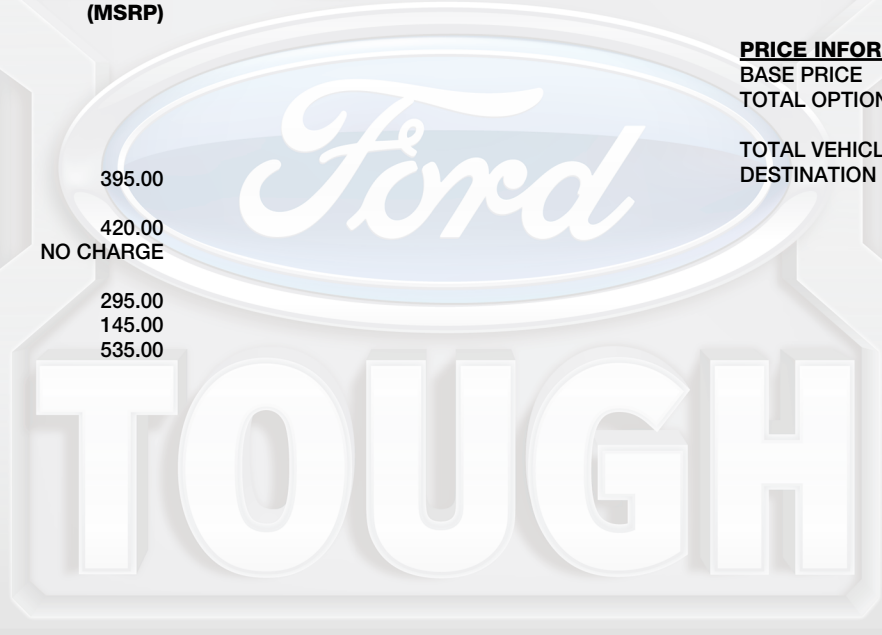 (MSRP)
395.00
420.00
NO CHARGE
295.00
145.00
535.00
PRICE INFOR
BASE PRICE
TOTAL OPTION
TOTAL VEHICL
DESTINATION
Ford
TOUGH